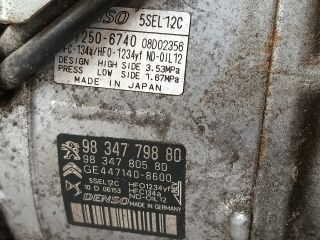 DENSO 5SEL12C
7250-6740 08D02356
HFC-134a/HFO-1234yf ND-OIL12
DESIGN HIGH SIDE 3.53MPa
PRESS LOW SIDE 1.67MPa
MADE IN JAPAN
98 347 798 80
98 347 805 80
GE447140-8600
5SEL12C HFO1234yf
HFC134a
ND-OIL12
DENSO MADE IN GERMANY